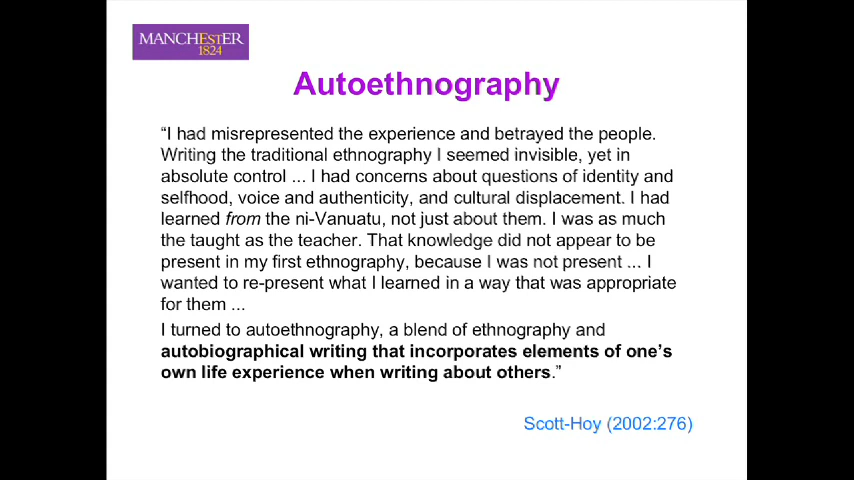 MANCHESTER
1824
Autoethnography
“I had misrepresented the experience and betrayed the people.
Writing the traditional ethnography I seemed invisible, yet in
absolute control ... I had concerns about questions of identity and
selfhood, voice and authenticity, and cultural displacement. I had
learned from the ni-Vanuatu, not just about them. I was as much
the taught as the teacher. That knowledge did not appear to be
present in my first ethnography, because I was not present ... I
wanted to re-present what I learned in a way that was appropriate
for them ...
I turned to autoethnography, a blend of ethnography and
autobiographical writing that incorporates elements of one’s
own life experience when writing about others.”
Scott-Hoy (2002:276)